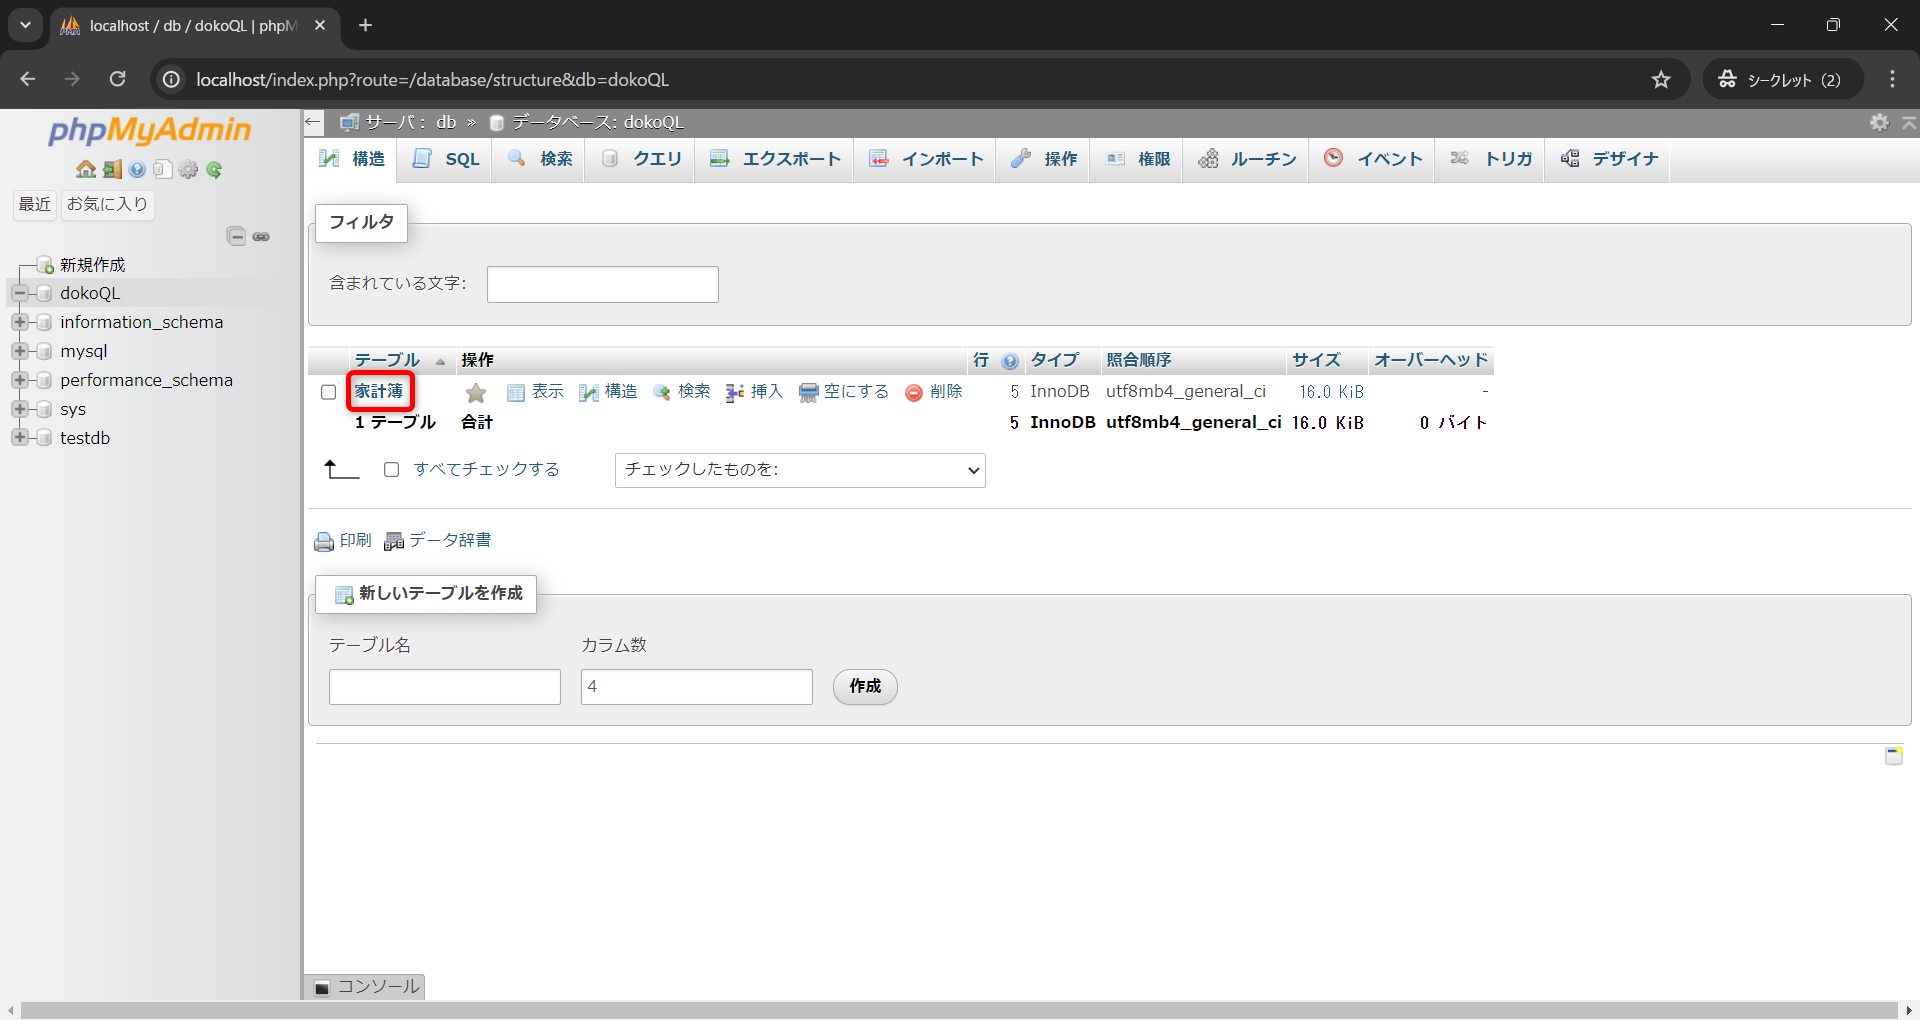 localhost / db / dokoQL | phpM
localhost/index.php?route=/database/structure&db=dokoQL
シークレット (2)
phpMyAdmin
最近 お気に入り
新規作成
dokoQL
information_schema
mysql
performance_schema
sys
testdb
サーバ: db » データベース: dokoQL
構造 SQL 検索 クエリ エクスポート インポート 操作 権限 ルーチン イベント トリガ デザイナ
フィルタ
含まれている文字:
テーブル 操作 行 タイプ 照合順序 サイズ オーバーヘッド
家計簿 表示 構造 検索 挿入 空にする 削除 5 InnoDB utf8mb4_general_ci 16.0 KiB -
1 テーブル 合計 5 InnoDB utf8mb4_general_ci 16.0 KiB 0 バイト
すべてチェックする チェックしたものを:
印刷 データ辞書
新しいテーブルを作成
テーブル名 カラム数
4 作成
コンソール